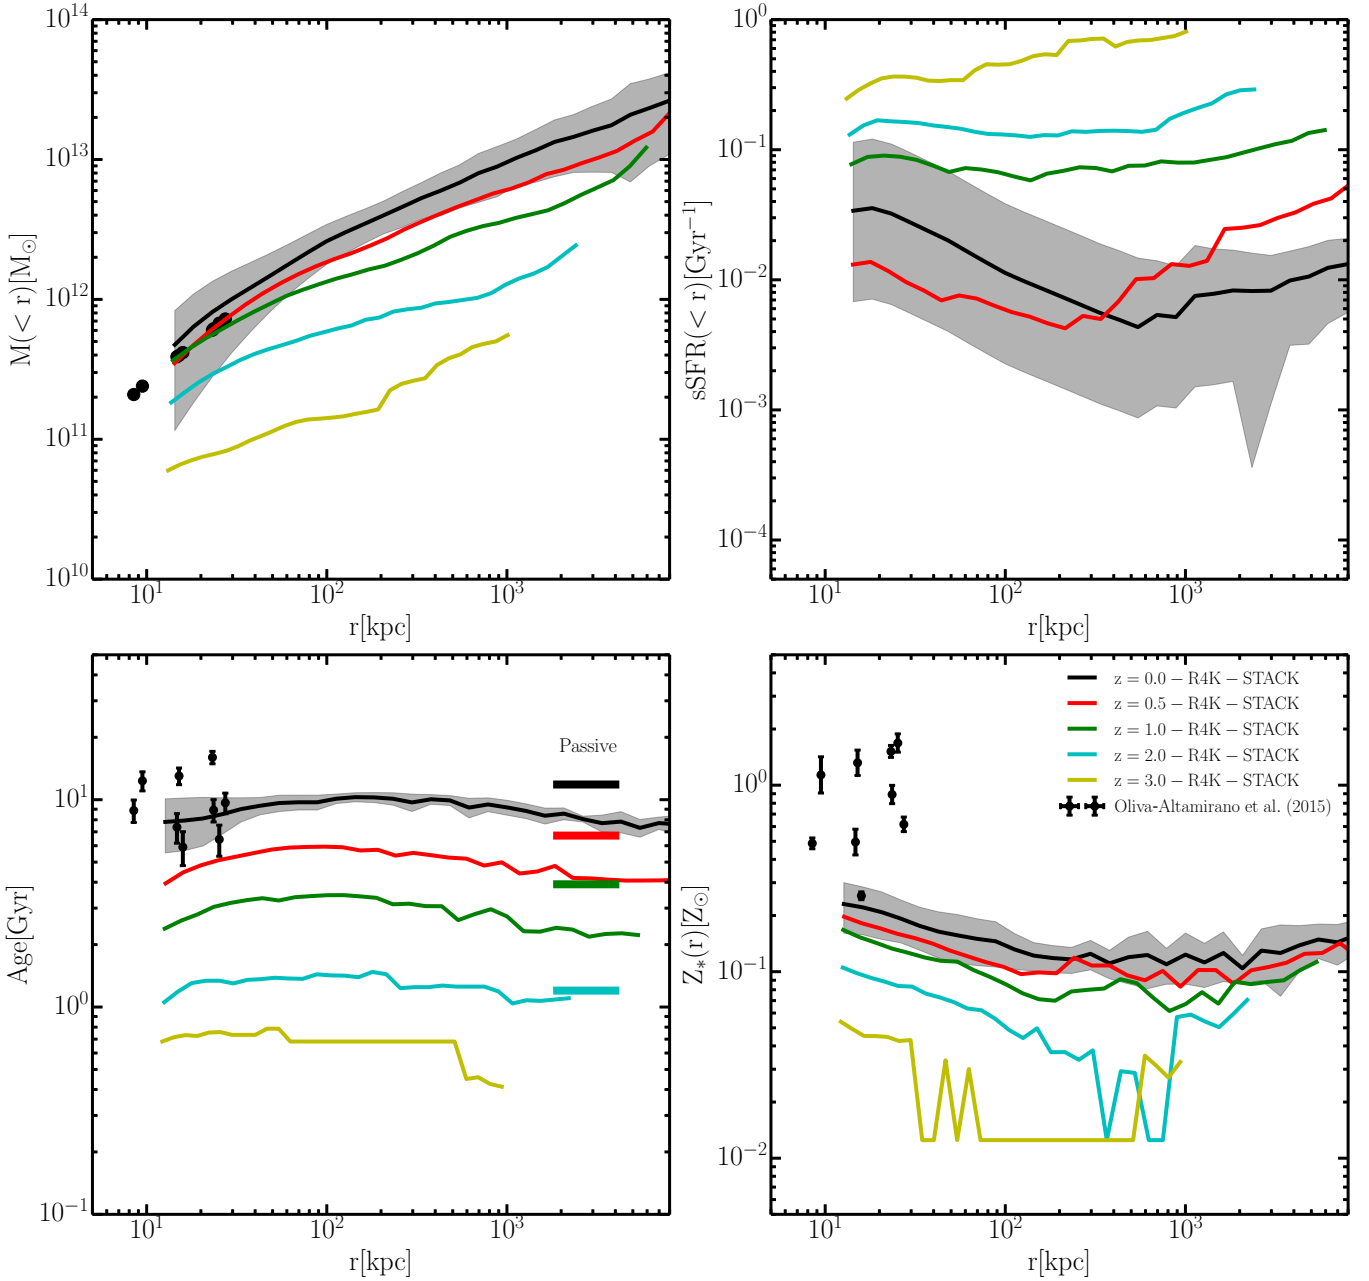 10^14
10^13
10^12
10^11
10^10
M(< r)[M⊙]
10^1 10^2 10^3
r[kpc]
10^0
10^−1
10^−2
10^−3
10^−4
sSFR(< r)[Gyr^−1]
10^1 10^2 10^3
r[kpc]
10^1
10^0
10^−1
Age[Gyr]
Passive
10^1 10^2 10^3
r[kpc]
10^0
10^−1
10^−2
Z∗(r)[Z⊙]
z = 0.0 − R4K − STACK
z = 0.5 − R4K − STACK
z = 1.0 − R4K − STACK
z = 2.0 − R4K − STACK
z = 3.0 − R4K − STACK
Oliva-Altamirano et al. (2015)
10^1 10^2 10^3
r[kpc]